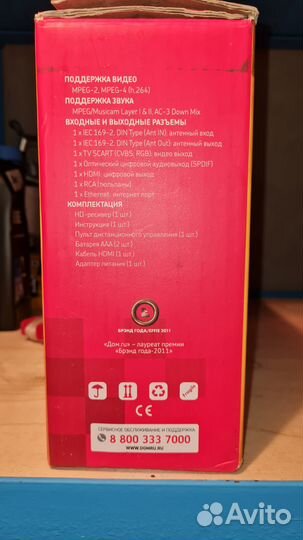 ПОДДЕРЖКА ВИДЕО
MPEG-2, MPEG-4 (h.264)
ПОДДЕРЖКА ЗВУКА
MPEG/Musicam Layer I & II, AC-3 Down Mix
ВХОДНЫЕ И ВЫХОДНЫЕ РАЗЪЕМЫ
1 x IEC 169-2, DIN Type (Ant IN): антенный вход
1 x IEC 169-2, DIN Type (Ant Out): антенный выход
1 x TV SCART (CVBS, RGB): видео выход
1 x Оптический цифровой аудиовыход (SPDIF)
1 x HDMI: цифровой выход
1 x RCA (тюльпаны)
1 x Ethernet: интернет порт
КОМПЛЕКТАЦИЯ
HD-ресивер (1 шт.)
Инструкция (1 шт.)
Пульт дистанционного управления (1 шт.)
Батарея ААА (2 шт.)
Кабель HDMI (1 шт.)
Адаптер питания (1 шт.)
БРЭНД ГОДА/EFFIE 2011
«Дом.ru» – лауреат премии
«Брэнд года-2011»
Fragile
CE
СЕРВИСНОЕ ОБСЛУЖИВАНИЕ И ПОДДЕРЖКА
8 800 333 7000
WWW.DOMRU.RU
Avito